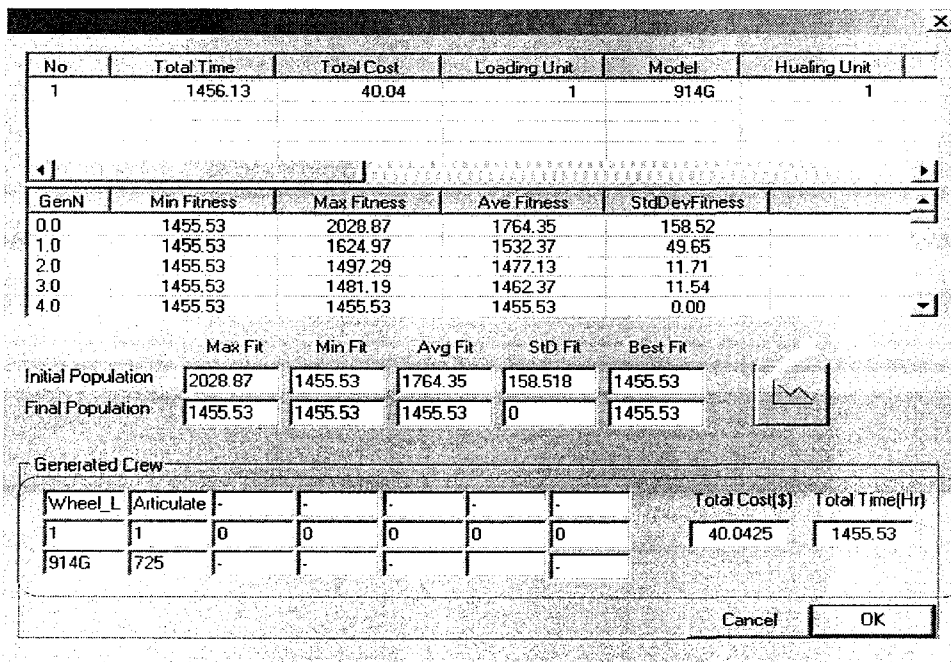 No Total Time Total Cost Loading Unit Model Hualing Unit
1 1456.13 40.04 1 914G 1
GenN Min Fitness Max Fitness Ave Fitness StdDevFitness
0.0 1455.53 2028.87 1764.35 158.52
1.0 1455.53 1624.97 1532.37 49.65
2.0 1455.53 1497.29 1477.13 11.71
3.0 1455.53 1481.19 1462.37 11.54
4.0 1455.53 1455.53 1455.53 0.00
Max Fit Min Fit Avg Fit StD Fit Best Fit
Initial Population 2028.87 1455.53 1764.35 158.518 1455.53
Final Population 1455.53 1455.53 1455.53 0 1455.53
Generated Crew
Wheel_L Articulate - - - - - Total Cost($) Total Time(Hr)
1 1 0 0 0 0 0 40.0425 1455.53
914G 725 - - - -
Cancel OK